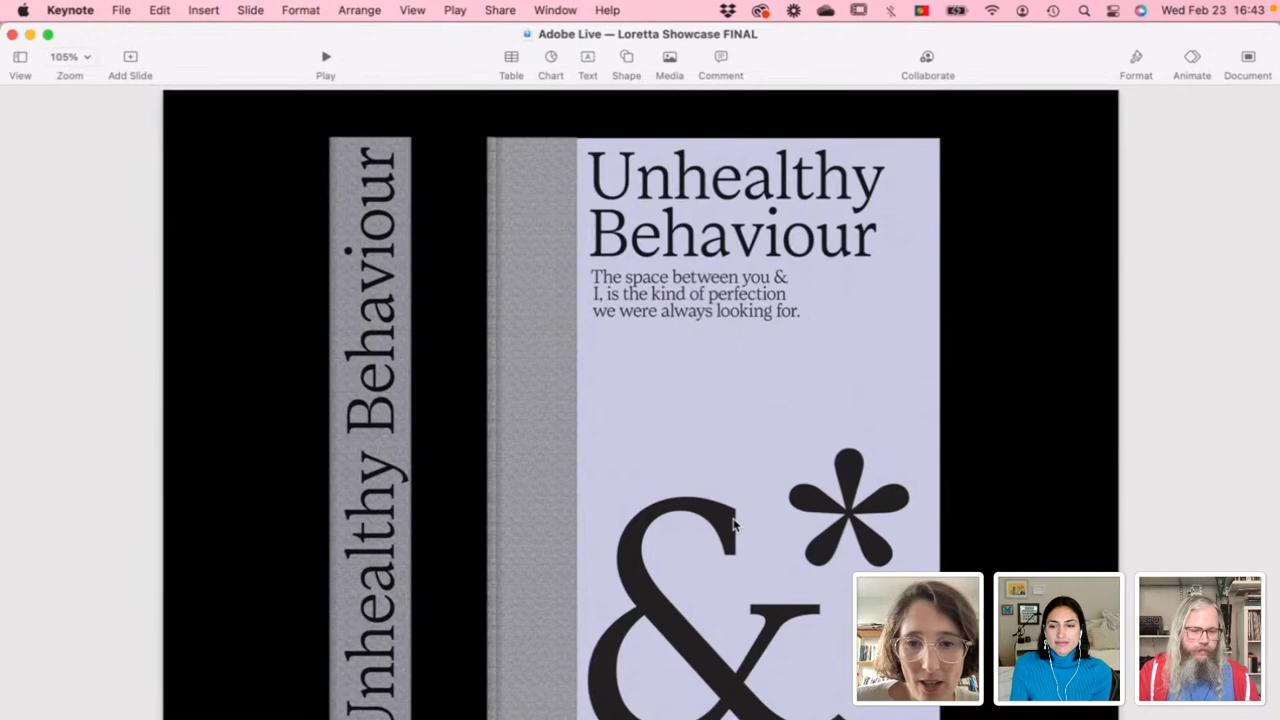 Keynote File Edit Insert Slide Format Arrange View Play Share Window Help Wed Feb 23 16:43
Adobe Live — Loretta Showcase FINAL
105%
View Zoom Add Slide Play Table Chart Text Shape Media Comment Collaborate Format Animate Document
Unhealthy Behaviour
Unhealthy
Behaviour
The space between you &
I, is the kind of perfection
we were always looking for.
&*